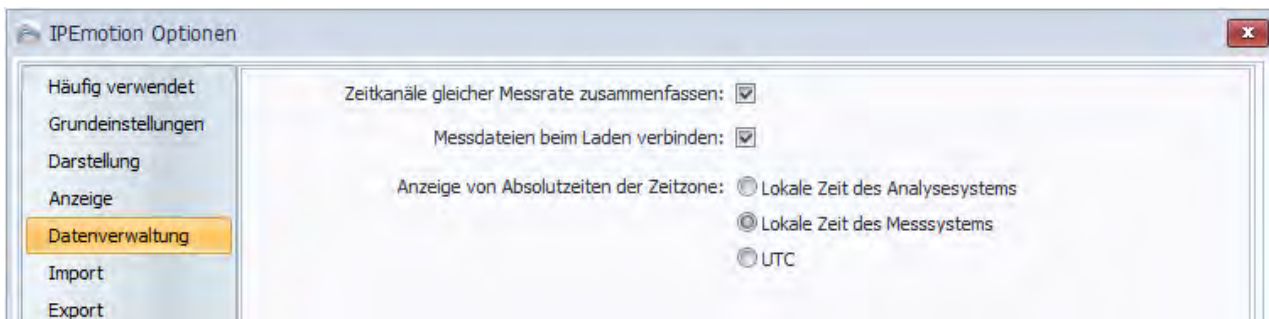 IPEmotion Optionen
Häufig verwendet
Grundeinstellungen
Darstellung
Anzeige
Datenverwaltung
Import
Export
Zeitkanäle gleicher Messrate zusammenfassen:
Messdateien beim Laden verbinden:
Anzeige von Absolutzeiten der Zeitzone: Lokale Zeit des Analysesystems
Lokale Zeit des Messsystems
UTC